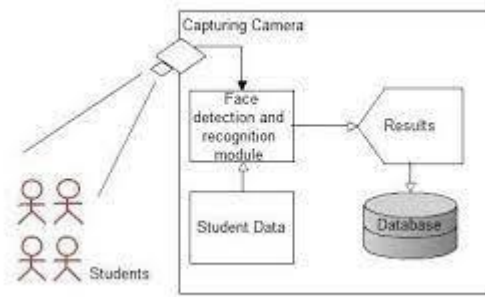 Capturing Camera
Face
detection and
recognition
module
Results
Student Data
Database
Students